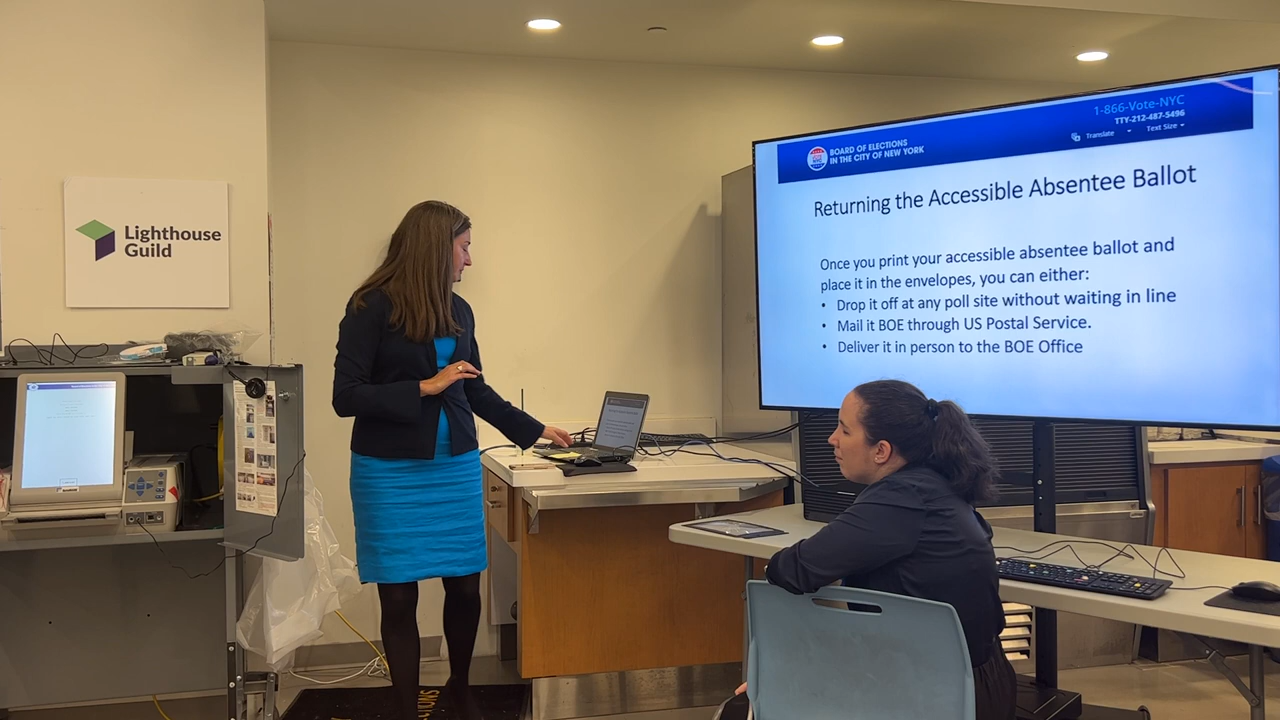 Lighthouse
Guild
BOARD OF ELECTIONS
IN THE CITY OF NEW YORK
1-866-Vote-NYC
TTY-212-487-5496
Translate
Text Size
Returning the Accessible Absentee Ballot
Once you print your accessible absentee ballot and
place it in the envelopes, you can either:
• Drop it off at any poll site without waiting in line
• Mail it BOE through US Postal Service.
• Deliver it in person to the BOE Office